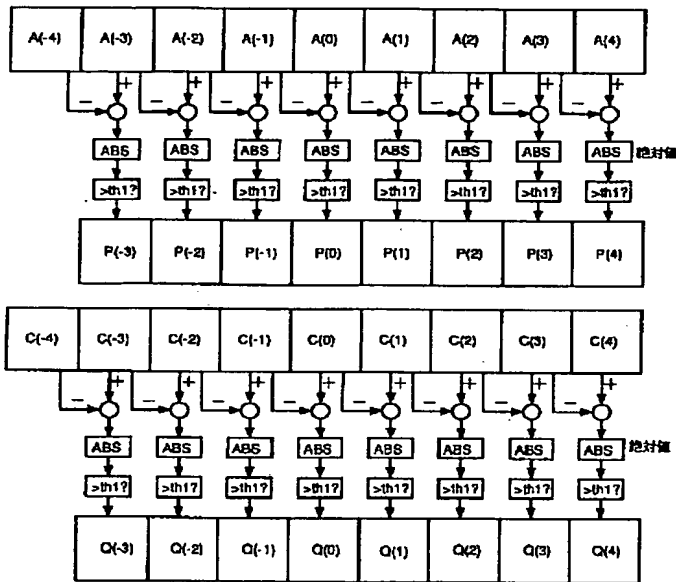 A(-4) A(-3) A(-2) A(-1) A(0) A(1) A(2) A(3) A(4)
+ + + + + + + +
− − − − − − − −
ABS ABS ABS ABS ABS ABS ABS ABS 絶対値
>th1? >th1? >th1? >th1? >th1? >th1? >th1? >th1?
P(-3) P(-2) P(-1) P(0) P(1) P(2) P(3) P(4)
C(-4) C(-3) C(-2) C(-1) C(0) C(1) C(2) C(3) C(4)
+ + + + + + + +
− − − − − − − −
ABS ABS ABS ABS ABS ABS ABS ABS 絶対値
>th1? >th1? >th1? >th1? >th1? >th1? >th1? >th1?
Q(-3) Q(-2) Q(-1) Q(0) Q(1) Q(2) Q(3) Q(4)